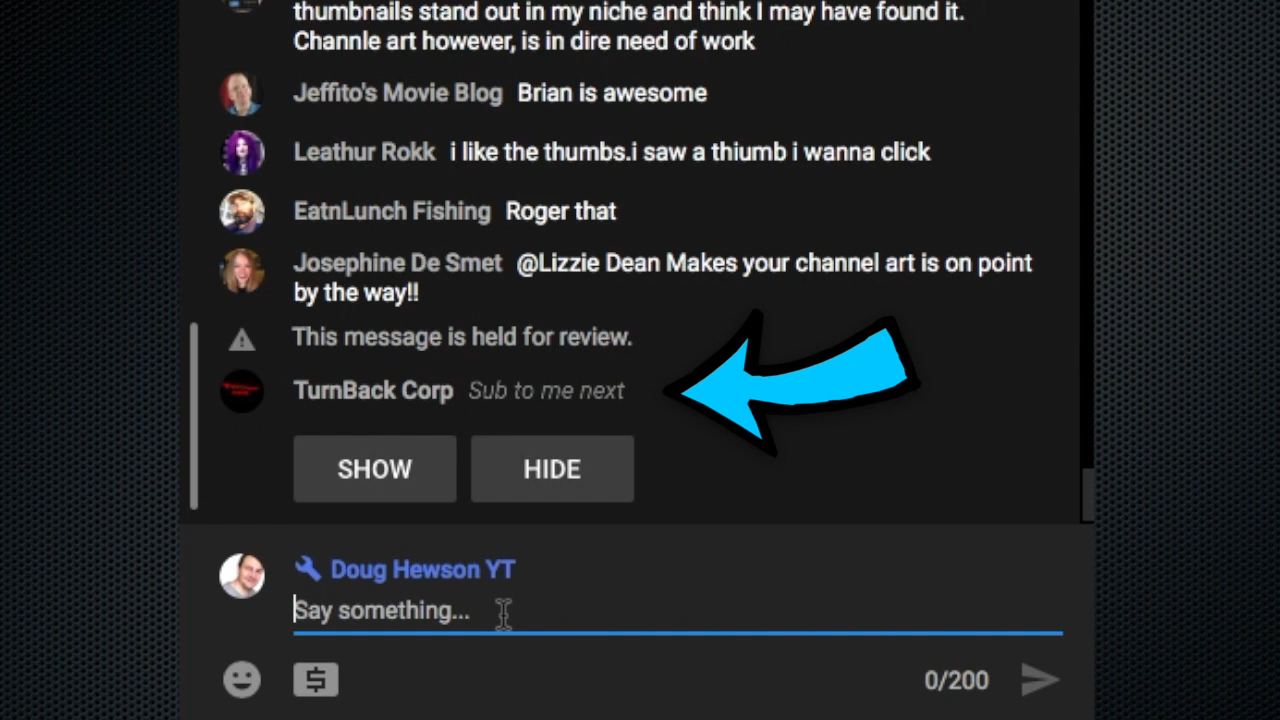 thumbnails stand out in my niche and think I may have found it.
Channle art however, is in dire need of work
Jeffito's Movie Blog Brian is awesome
Leathur Rokk i like the thumbs.i saw a thiumb i wanna click
EatnLunch Fishing Roger that
Josephine De Smet @Lizzie Dean Makes your channel art is on point
by the way!!
This message is held for review.
TurnBack Corp Sub to me next
SHOW HIDE
Doug Hewson YT
Say something...
0/200